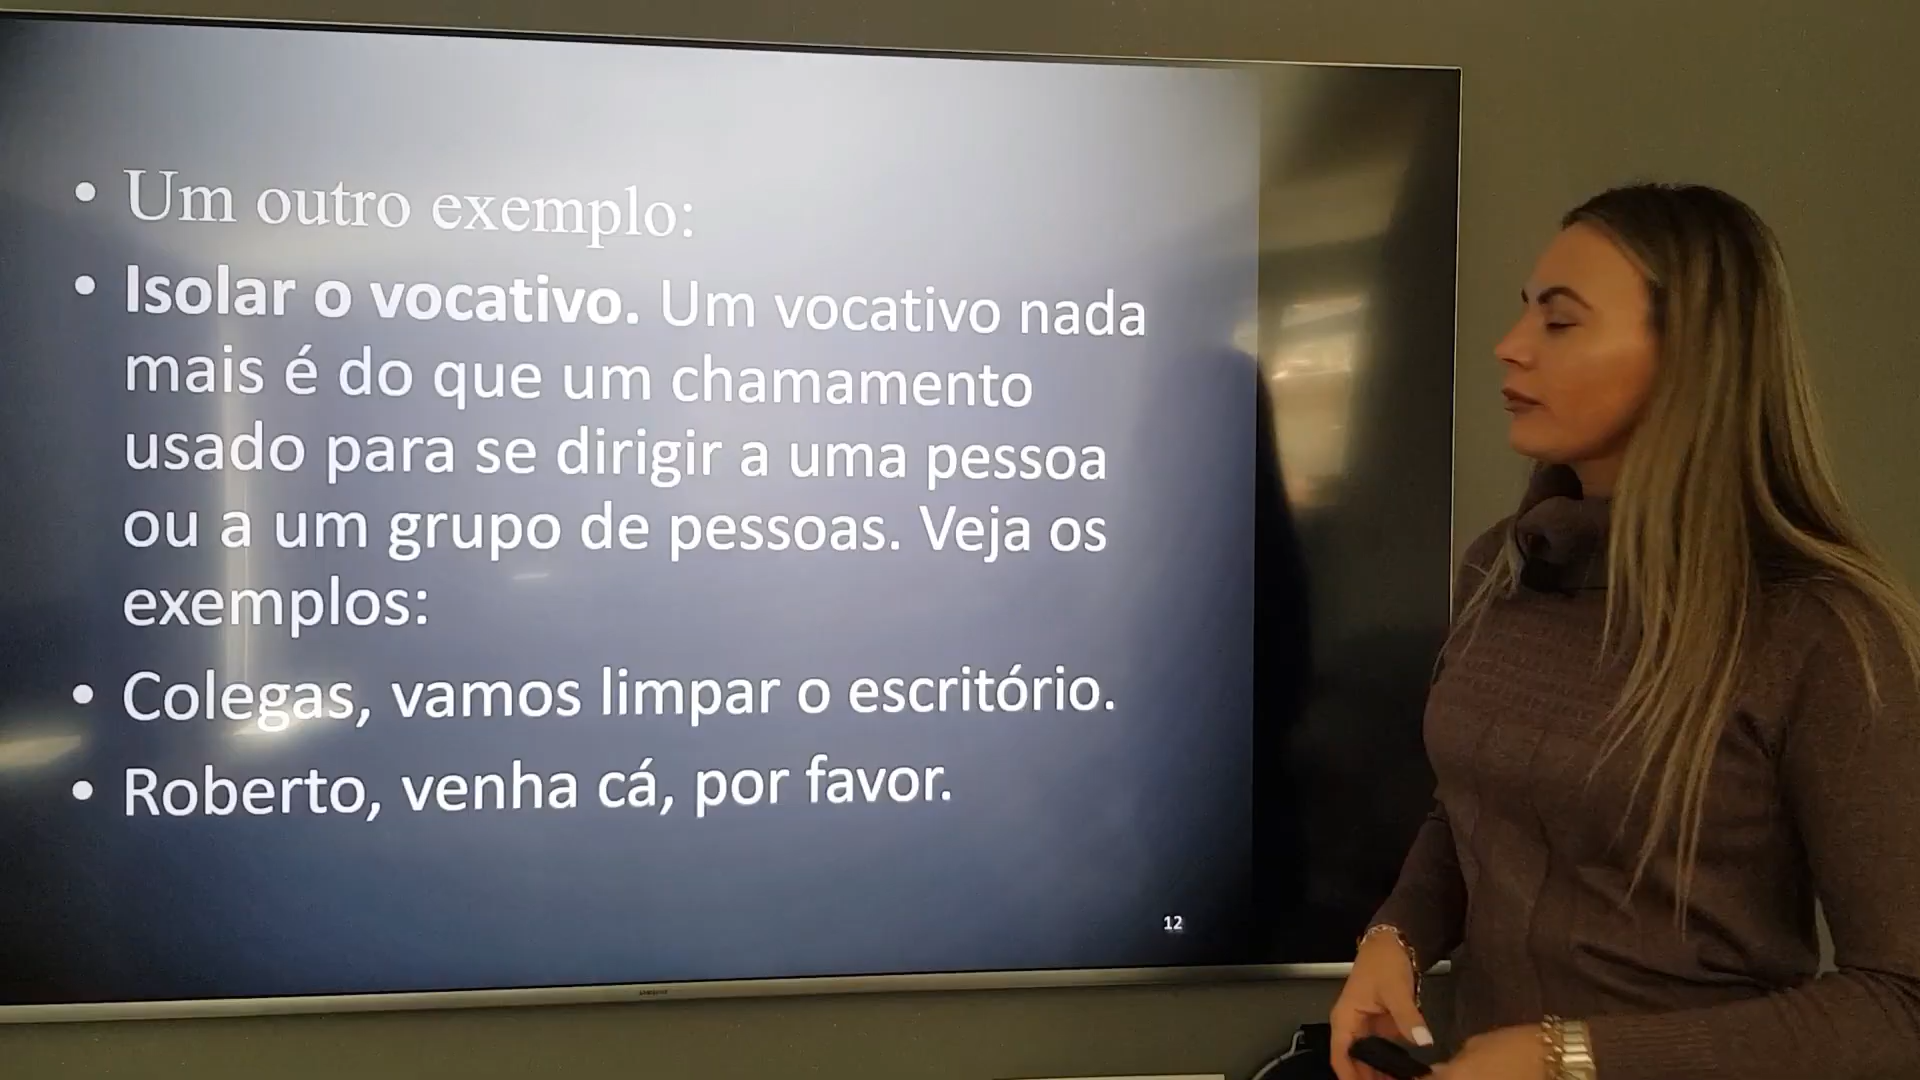 • Um outro exemplo:
• Isolar o vocativo. Um vocativo nada
mais é do que um chamamento
usado para se dirigir a uma pessoa
ou a um grupo de pessoas. Veja os
exemplos:
• Colegas, vamos limpar o escritório.
• Roberto, venha cá, por favor.
12
SAMSUNG